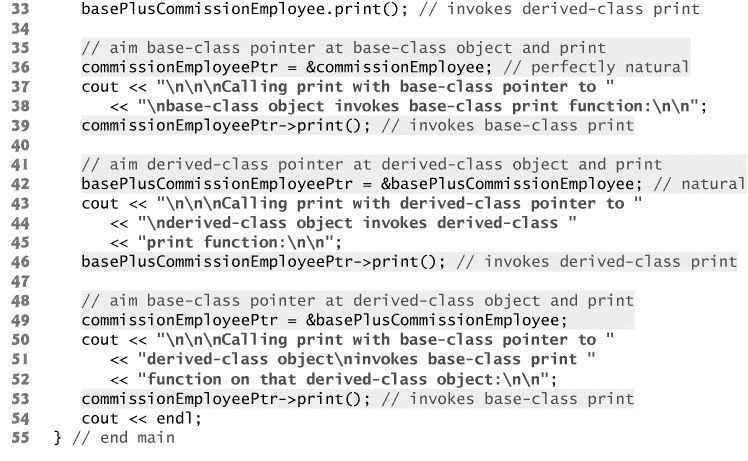 33 basePlusCommissionEmployee.print(); // invokes derived-class print
34
35 // aim base-class pointer at base-class object and print
36 commissionEmployeePtr = &commissionEmployee; // perfectly natural
37 cout << "\n\n\nCalling print with base-class pointer to "
38 << "\nbase-class object invokes base-class print function:\n\n";
39 commissionEmployeePtr->print(); // invokes base-class print
40
41 // aim derived-class pointer at derived-class object and print
42 basePlusCommissionEmployeePtr = &basePlusCommissionEmployee; // natural
43 cout << "\n\n\nCalling print with derived-class pointer to "
44 << "\nderived-class object invokes derived-class "
45 << "print function:\n\n";
46 basePlusCommissionEmployeePtr->print(); // invokes derived-class print
47
48 // aim base-class pointer at derived-class object and print
49 commissionEmployeePtr = &basePlusCommissionEmployee;
50 cout << "\n\n\nCalling print with base-class pointer to "
51 << "derived-class object\ninvokes base-class print "
52 << "function on that derived-class object:\n\n";
53 commissionEmployeePtr->print(); // invokes base-class print
54 cout << endl;
55 } // end main